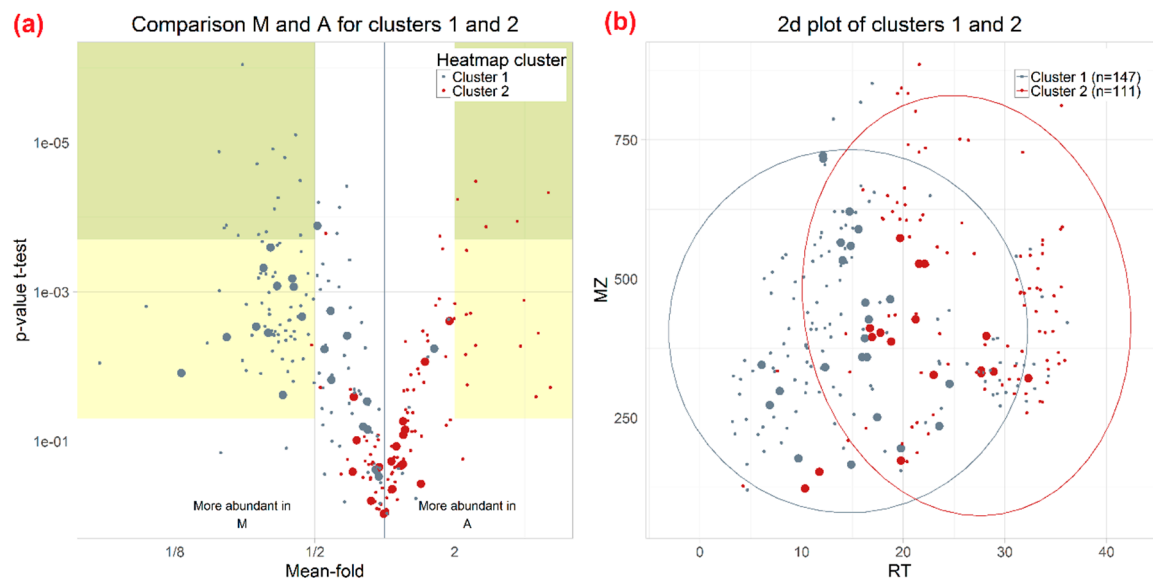 (a)
Comparison M and A for clusters 1 and 2
Heatmap cluster
Cluster 1
Cluster 2
1e-05
1e-03
1e-01
p-value t-test
More abundant in
M
More abundant in
A
1/8
1/2
2
Mean-fold
(b)
2d plot of clusters 1 and 2
Cluster 1 (n=147)
Cluster 2 (n=111)
750
500
250
MZ
0
10
20
30
40
RT